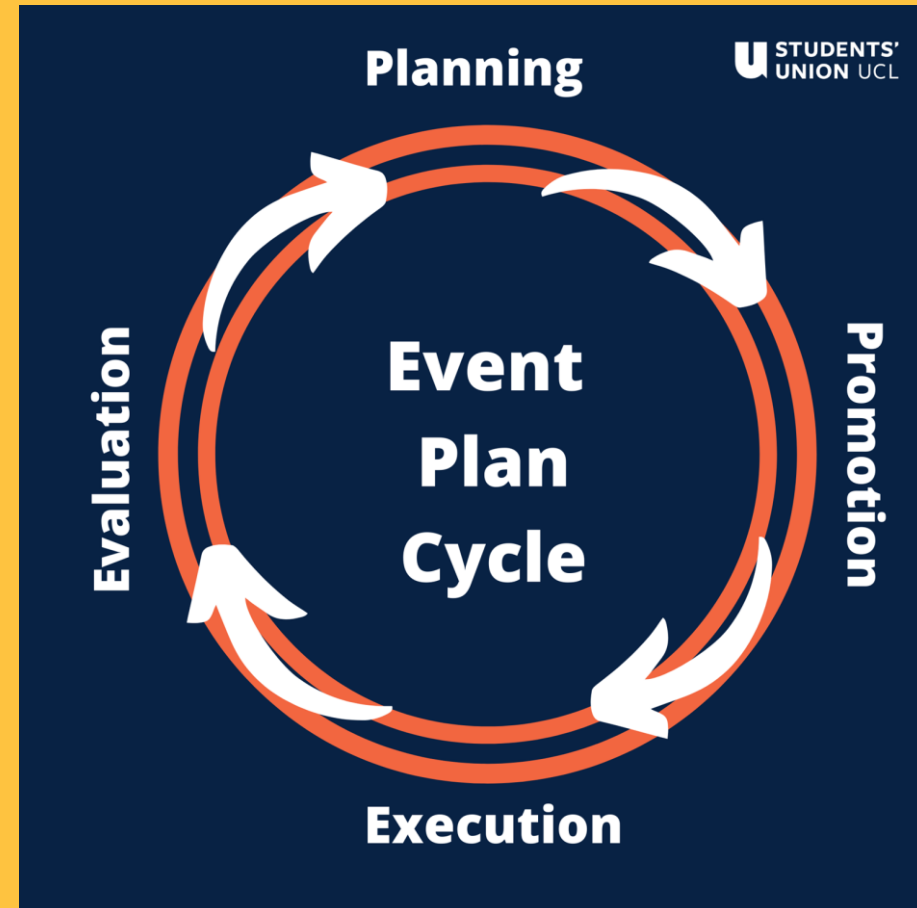 Planning
STUDENTS'
UNION UCL
Promotion
Event
Plan
Cycle
Evaluation
Execution